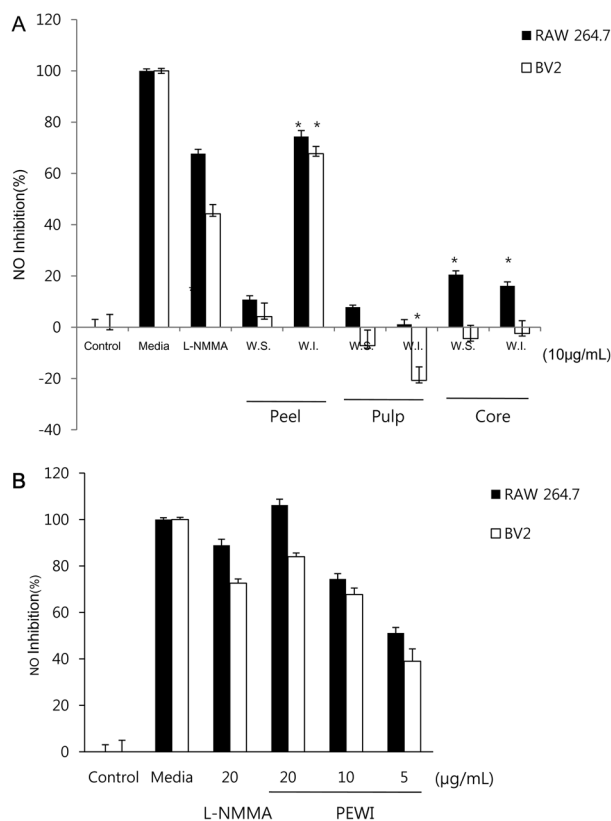 A
120
100
80
60
40
20
0
-20
-40
NO Inhibition(%)
RAW 264.7
BV2
* *
*
* *
*
Control Media L-NMMA W.S. W.I. W.S. W.I. W.S. W.I. (10μg/mL)
Peel Pulp Core
B
120
100
80
60
40
20
0
NO Inhibition(%)
RAW 264.7
BV2
Control Media 20 20 10 5 (μg/mL)
L-NMMA PEWI